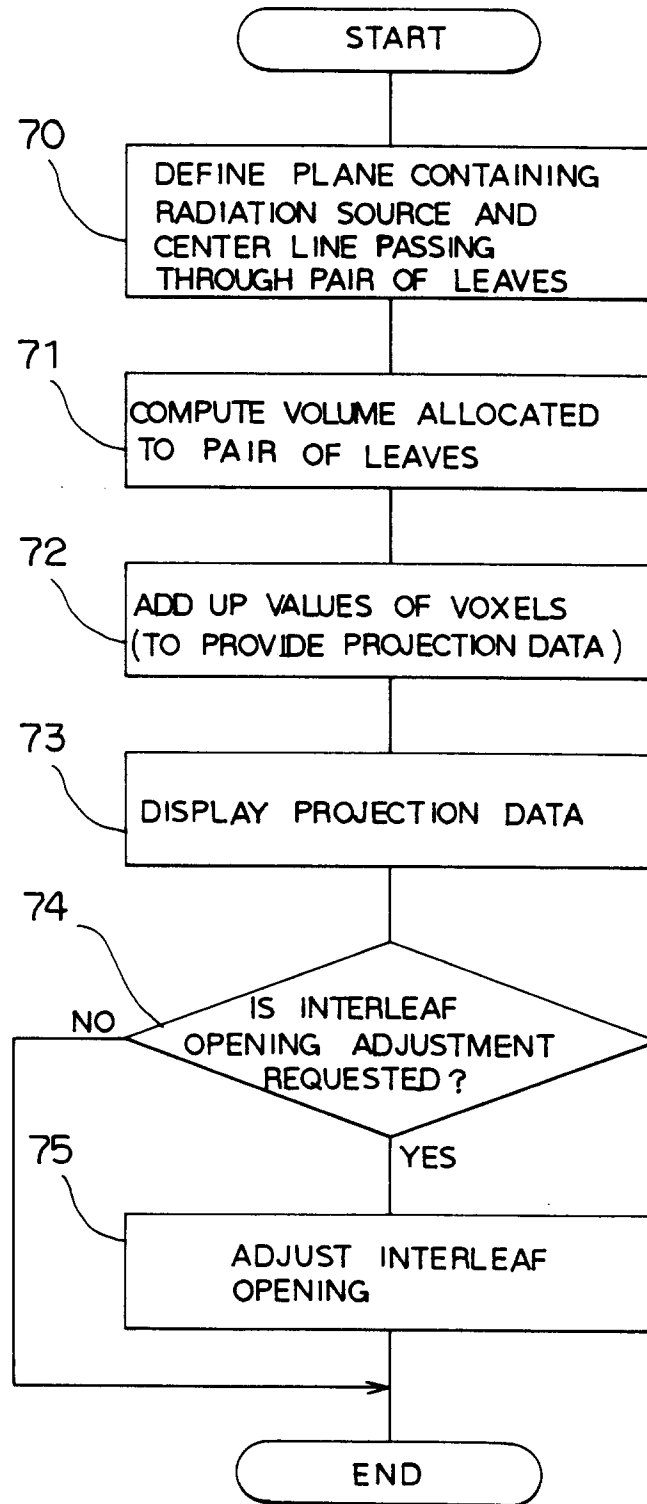 START
70
DEFINE PLANE CONTAINING
RADIATION SOURCE AND
CENTER LINE PASSING
THROUGH PAIR OF LEAVES
71
COMPUTE VOLUME ALLOCATED
TO PAIR OF LEAVES
72
ADD UP VALUES OF VOXELS
(TO PROVIDE PROJECTION DATA)
73
DISPLAY PROJECTION DATA
74
IS INTERLEAF
OPENING ADJUSTMENT
REQUESTED?
NO
YES
75
ADJUST INTERLEAF
OPENING
END